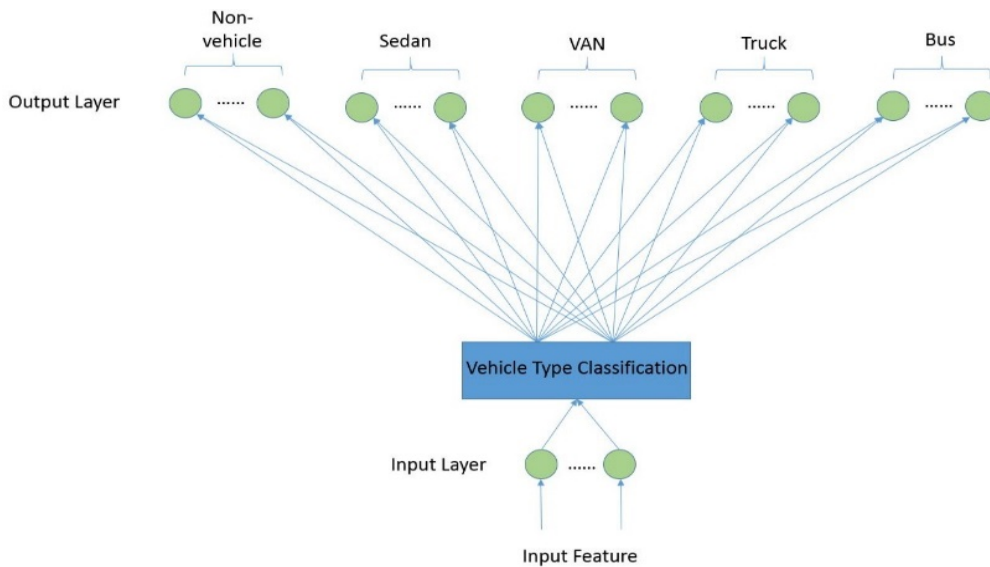 Non-
vehicle
Sedan
VAN
Truck
Bus
Output Layer
......
......
......
......
......
Vehicle Type Classification
Input Layer
......
Input Feature